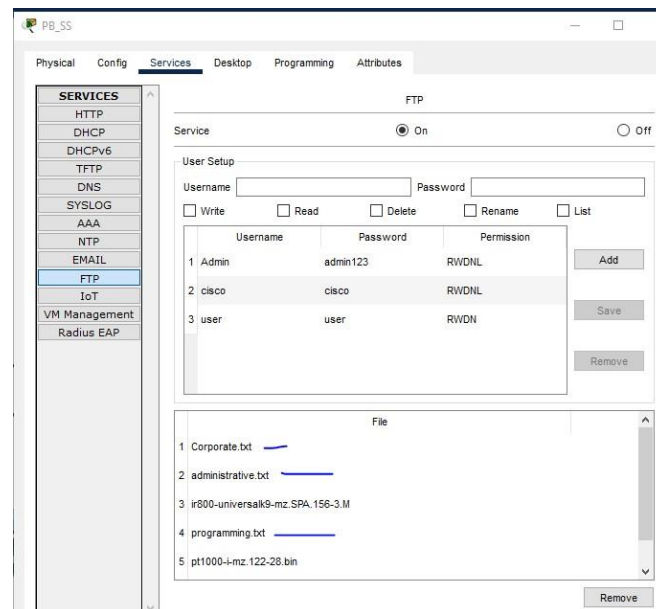 PB_SS
Physical Config Services Desktop Programming Attributes
SERVICES
HTTP
DHCP
DHCPv6
TFTP
DNS
SYSLOG
AAA
NTP
EMAIL
FTP
IoT
VM Management
Radius EAP
FTP
Service On Off
User Setup
Username Password
Write Read Delete Rename List
Username Password Permission
1 Admin admin123 RWDNL
2 cisco cisco RWDNL
3 user user RWDN
Add
Save
Remove
File
1 Corporate.txt
2 administrative.txt
3 ir800-universalk9-mz.SPA.156-3.M
4 programming.txt
5 pt1000-i-mz.122-28.bin
Remove